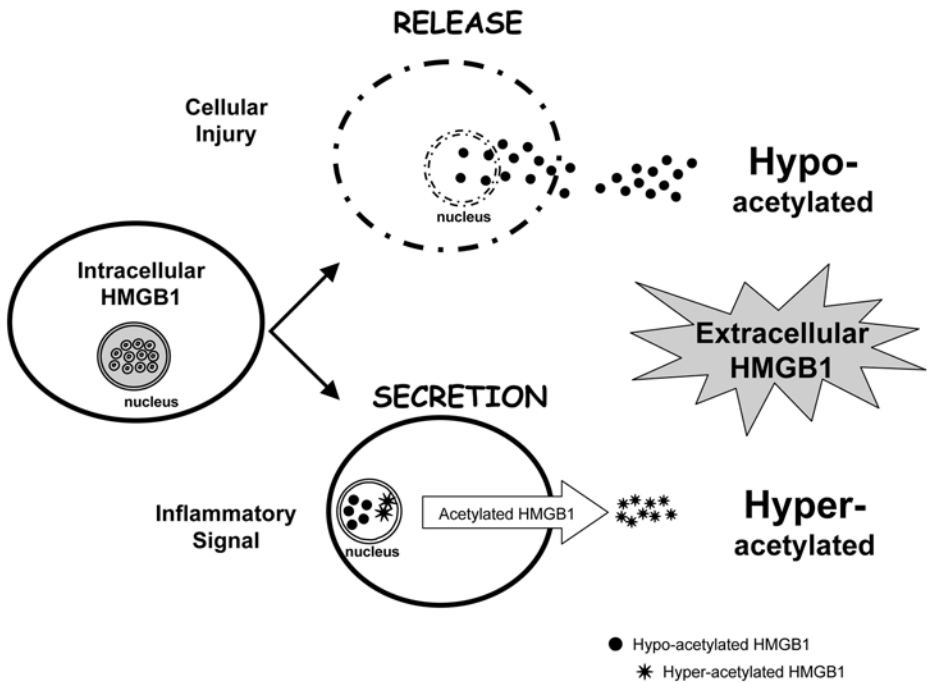 RELEASE
Cellular
Injury
nucleus
Hypo-
acetylated
Intracellular
HMGB1
nucleus
Extracellular
HMGB1
SECRETION
Inflammatory
Signal
nucleus
Acetylated HMGB1
Hyper-
acetylated
Hypo-acetylated HMGB1
Hyper-acetylated HMGB1